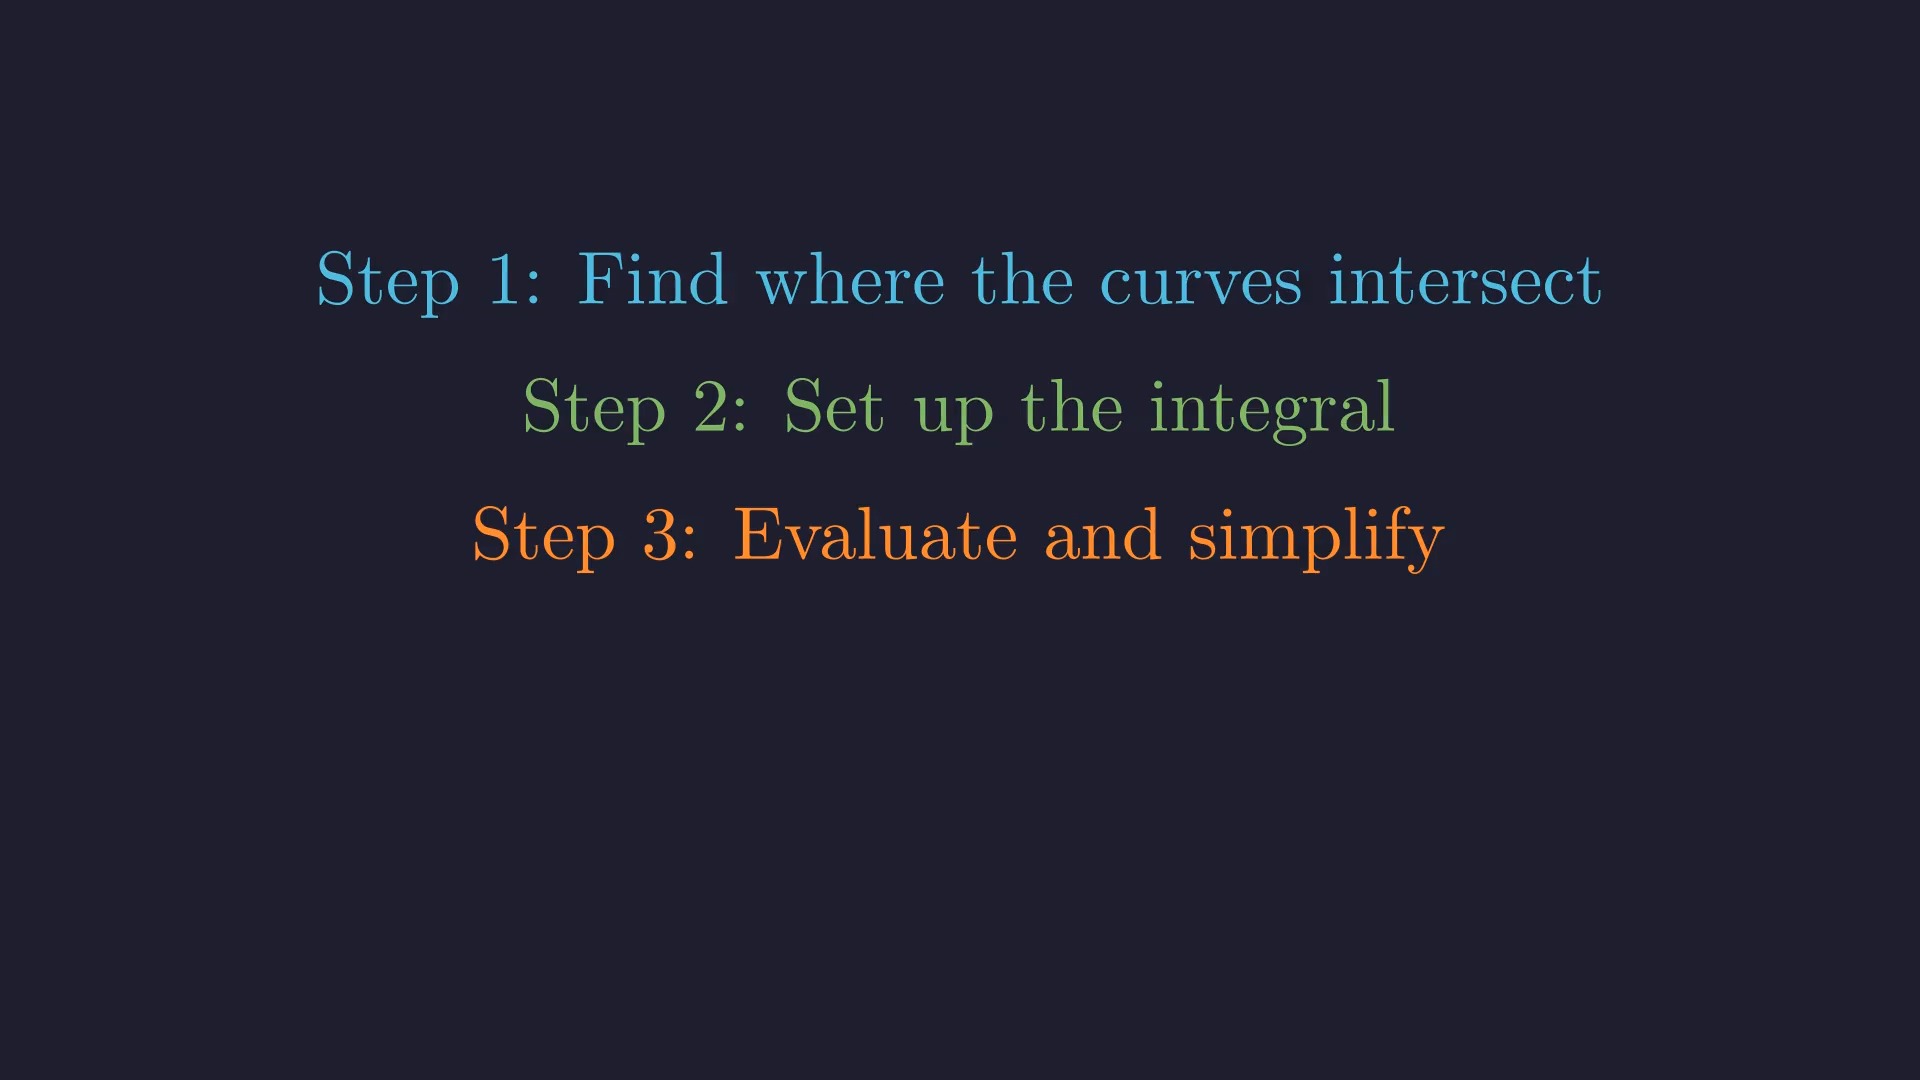 Step 1: Find where the curves intersect
Step 2: Set up the integral
Step 3: Evaluate and simplify